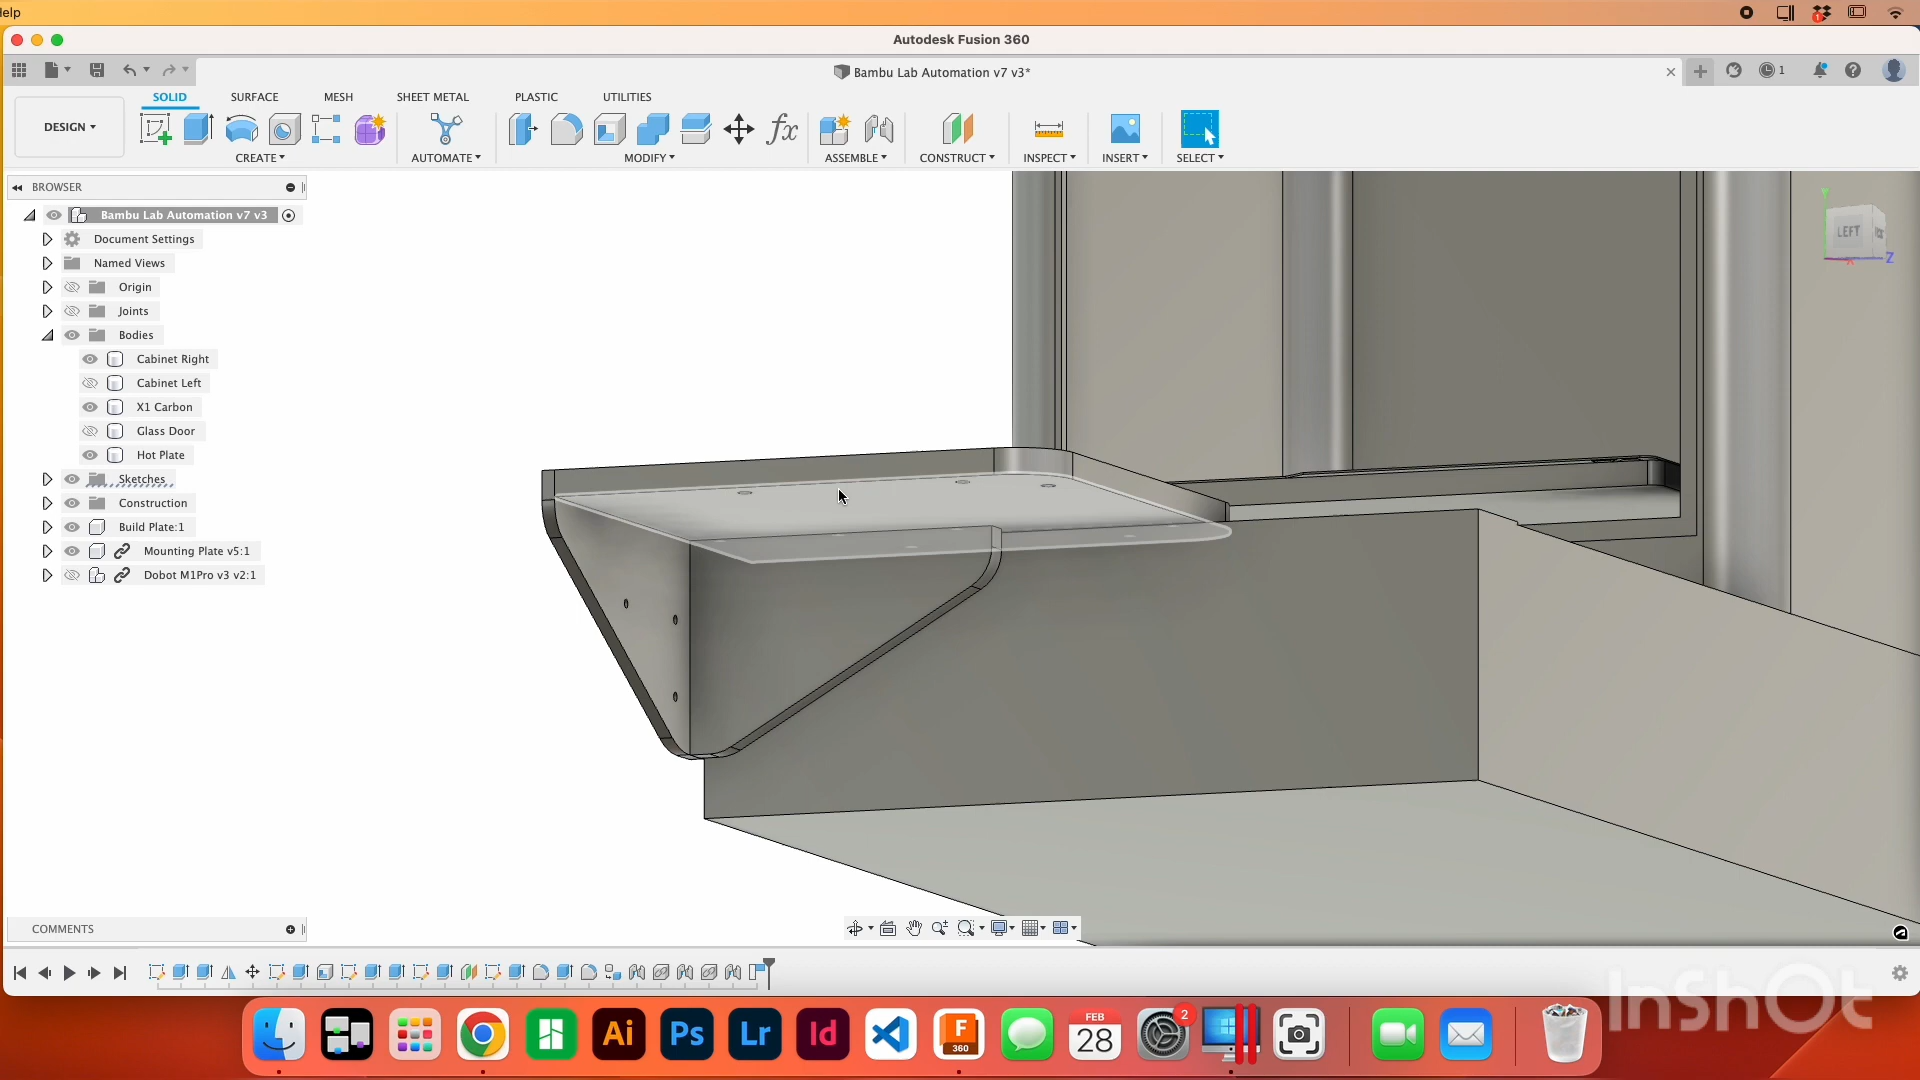 Help
Autodesk Fusion 360
Bambu Lab Automation v7 v3*
1
SOLID SURFACE MESH SHEET METAL PLASTIC UTILITIES
DESIGN
CREATE AUTOMATE MODIFY ASSEMBLE CONSTRUCT INSPECT INSERT SELECT
BROWSER
Bambu Lab Automation v7 v3
Document Settings
Named Views
Origin
Joints
Bodies
Cabinet Right
Cabinet Left
X1 Carbon
Glass Door
Hot Plate
Sketches
Construction
Build Plate:1
Mounting Plate v5:1
Dobot M1Pro v3 v2:1
Y
LEFT
X
Z
COMMENTS
InShOt
Ai
Ps
Lr
Id
F
360
FEB
28
2